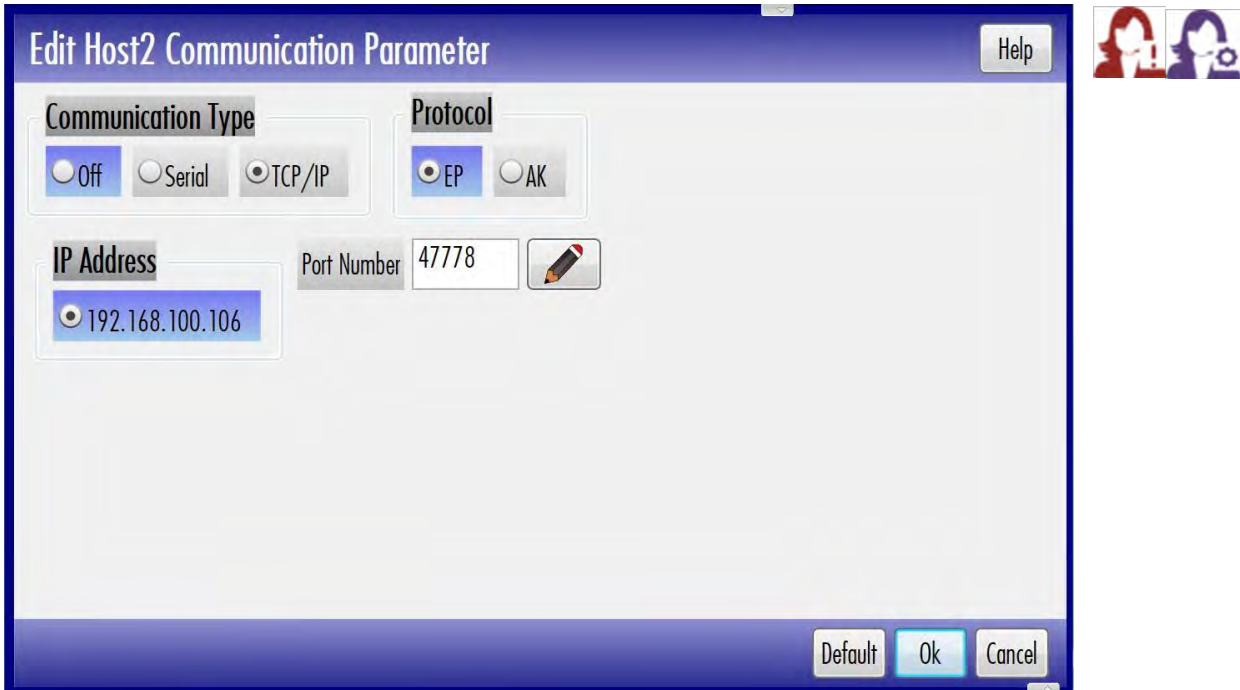 Edit Host2 Communication Parameter
Help
Communication Type
Protocol
Off Serial TCP/IP
EP AK
IP Address
Port Number 47778
192.168.100.106
Default Ok Cancel